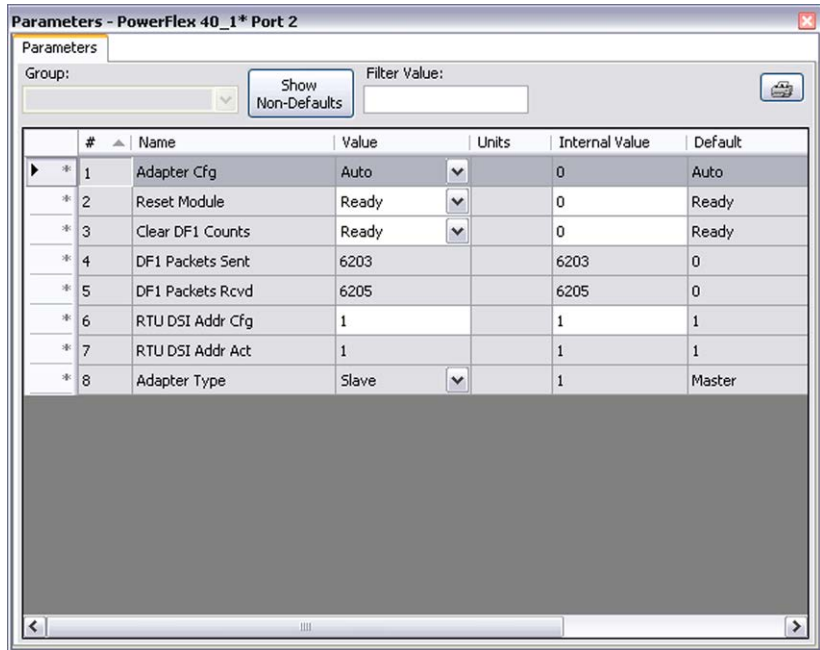 Parameters - PowerFlex 40_1* Port 2
Parameters
Group:
Show
Non-Defaults
Filter Value:
# Name Value Units Internal Value Default
* 1 Adapter Cfg Auto 0 Auto
* 2 Reset Module Ready 0 Ready
* 3 Clear DF1 Counts Ready 0 Ready
* 4 DF1 Packets Sent 6203 6203 0
* 5 DF1 Packets Rcvd 6205 6205 0
* 6 RTU DSI Addr Cfg 1 1 1
* 7 RTU DSI Addr Act 1 1 1
* 8 Adapter Type Slave 1 Master